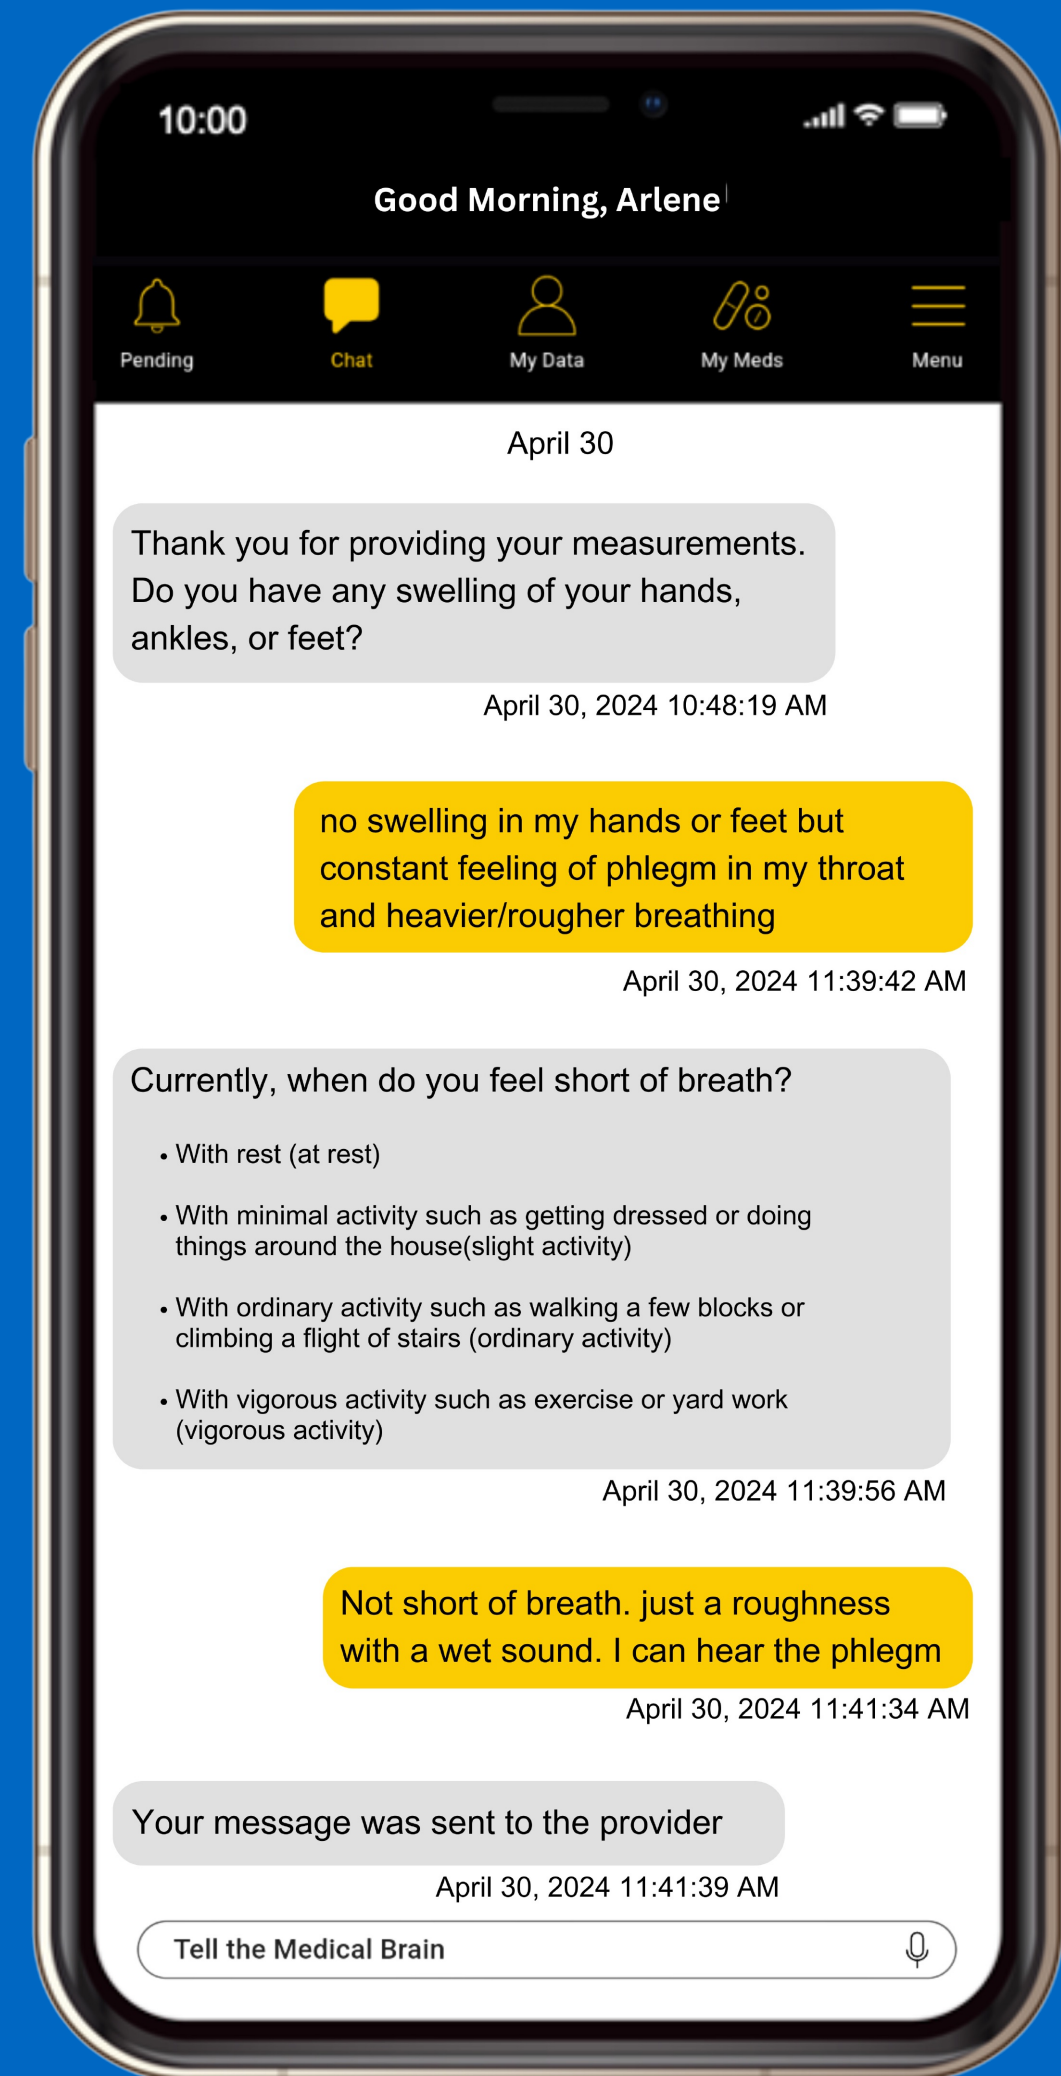 10:00
Good Morning, Arlene
Pending
Chat
My Data
My Meds
Menu
April 30
Thank you for providing your measurements.
Do you have any swelling of your hands,
ankles, or feet?
April 30, 2024 10:48:19 AM
no swelling in my hands or feet but
constant feeling of phlegm in my throat
and heavier/rougher breathing
April 30, 2024 11:39:42 AM
Currently, when do you feel short of breath?
• With rest (at rest)
• With minimal activity such as getting dressed or doing
things around the house(slight activity)
• With ordinary activity such as walking a few blocks or
climbing a flight of stairs (ordinary activity)
• With vigorous activity such as exercise or yard work
(vigorous activity)
April 30, 2024 11:39:56 AM
Not short of breath. just a roughness
with a wet sound. I can hear the phlegm
April 30, 2024 11:41:34 AM
Your message was sent to the provider
April 30, 2024 11:41:39 AM
Tell the Medical Brain